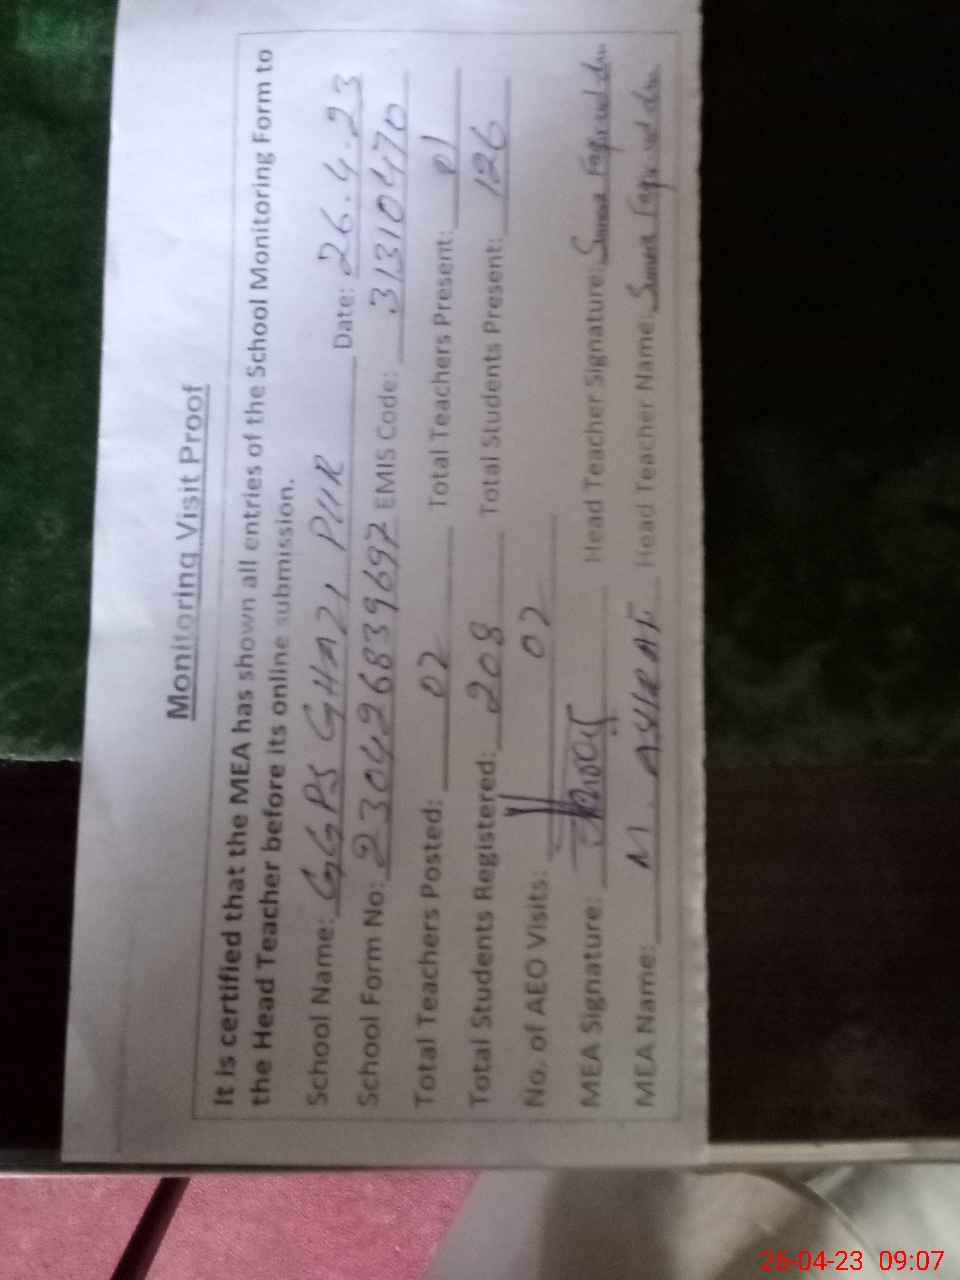 Monitoring Visit Proof
It is certified that the MEA has shown all entries of the School Monitoring Form to
the Head Teacher before its online submission.
School Name: GGPS GHAZI PUR Date: 26.4.23
School Form No: 230426839697 EMIS Code: 31310470
Total Teachers Posted: 02 Total Teachers Present: 01
Total Students Registered: 208 Total Students Present: 126
No. of AEO Visits: 02
MEA Signature: Head Teacher Signature:
MEA Name: M. ASHRAF Head Teacher Name:
26-04-23 09:07